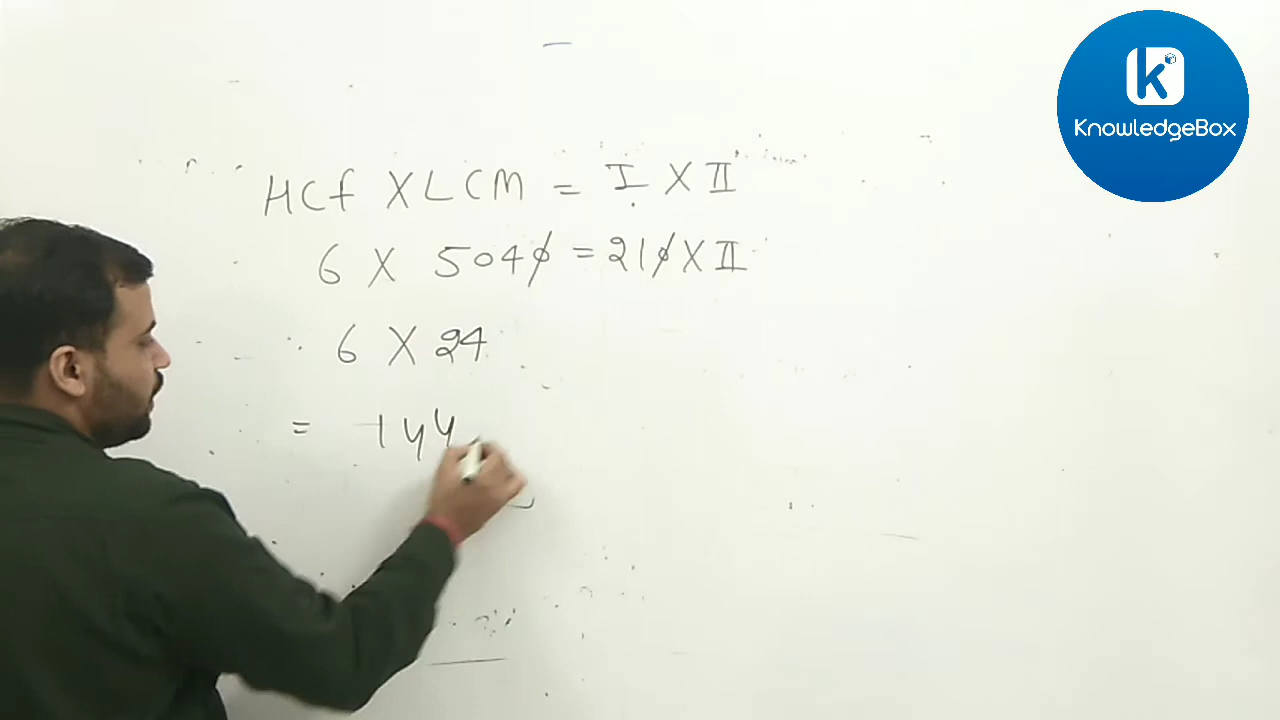 KnowledgeBox
HCf X LCM = I X II
6 X 5040 = 210 X II
6 X 24
= 144